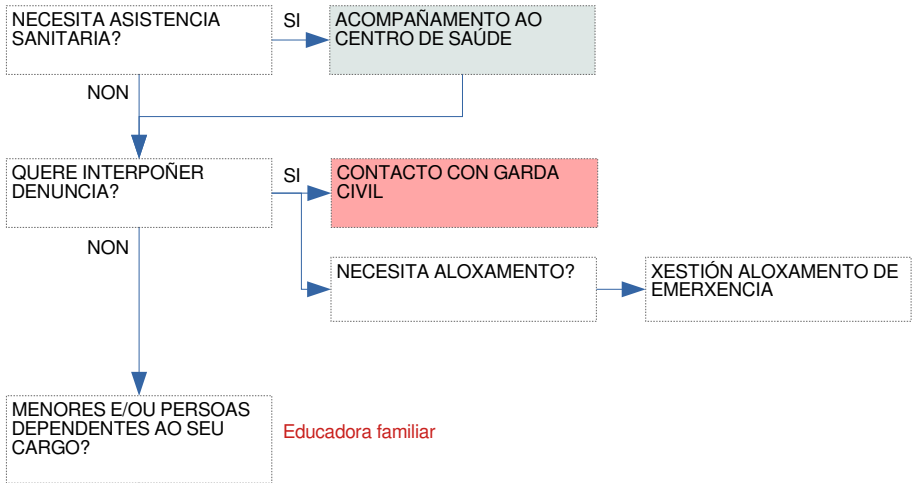 NECESITA ASISTENCIA
SANITARIA?
SI
ACOMPAÑAMENTO AO
CENTRO DE SAÚDE
NON
QUERE INTERPOÑER
DENUNCIA?
SI
CONTACTO CON GARDA
CIVIL
NON
NECESITA ALOXAMENTO?
XESTIÓN ALOXAMENTO DE
EMERXENCIA
MENORES E/OU PERSOAS
DEPENDENTES AO SEU
CARGO?
Educadora familiar